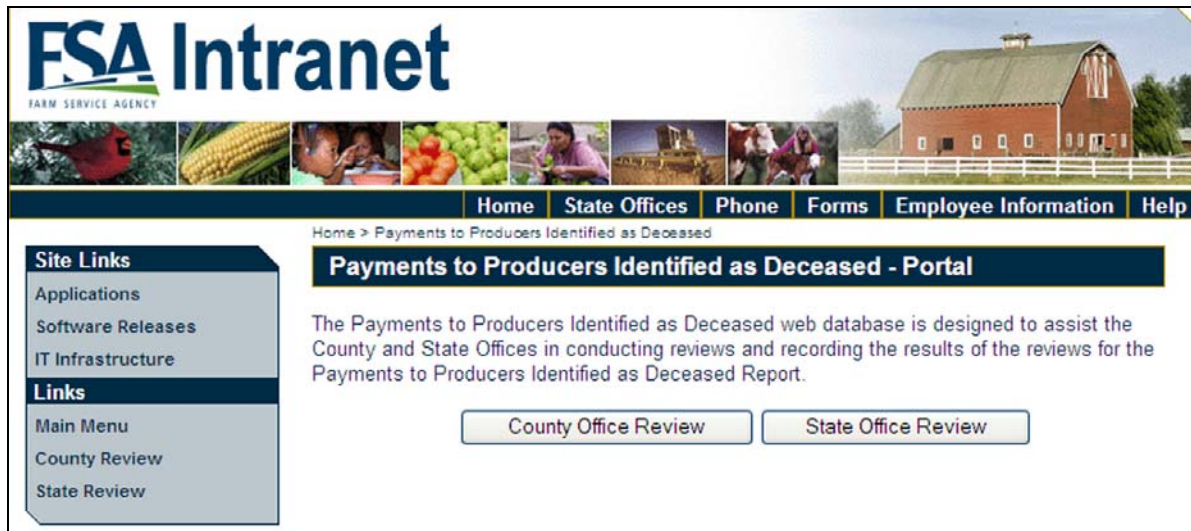 FSA Intranet
FARM SERVICE AGENCY
Home State Offices Phone Forms Employee Information Help
Home > Payments to Producers Identified as Deceased
Site Links
Applications
Software Releases
IT Infrastructure
Links
Main Menu
County Review
State Review
Payments to Producers Identified as Deceased - Portal
The Payments to Producers Identified as Deceased web database is designed to assist the
County and State Offices in conducting reviews and recording the results of the reviews for the
Payments to Producers Identified as Deceased Report.
County Office Review State Office Review